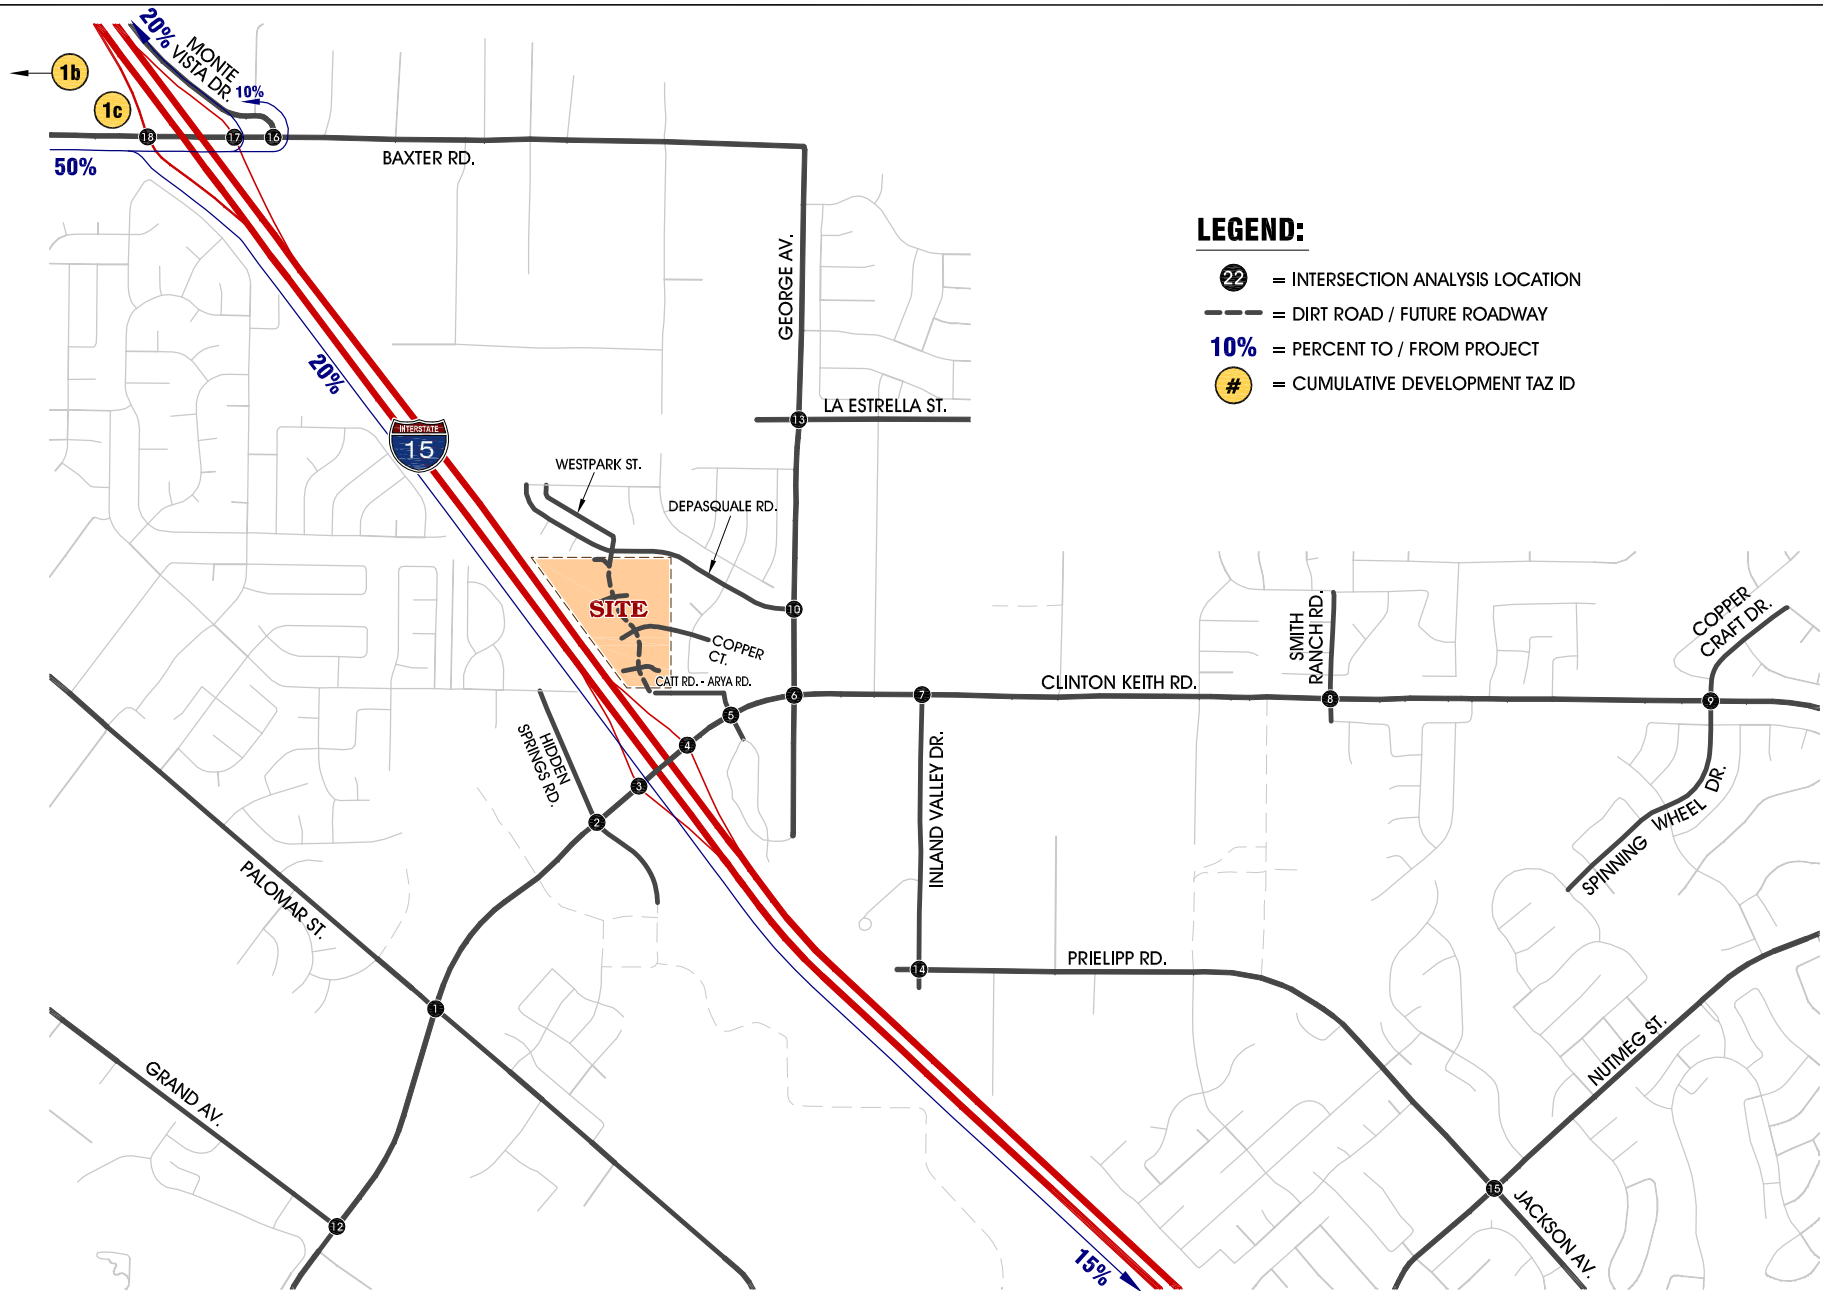 20%
MONTE
VISTA DR.
10%
1b
1c
18
17
16
BAXTER RD.
50%
GEORGE AV.
LEGEND:
22 = INTERSECTION ANALYSIS LOCATION
= DIRT ROAD / FUTURE ROADWAY
10% = PERCENT TO / FROM PROJECT
# = CUMULATIVE DEVELOPMENT TAZ ID
20%
INTERSTATE
15
LA ESTRELLA ST.
13
WESTPARK ST.
DEPASQUALE RD.
SITE
10
COPPER
CT.
CATT RD. - ARYA RD.
SMITH
RANCH RD.
COPPER
CRAFT DR.
CLINTON KEITH RD.
6
7
8
9
5
4
3
2
HIDDEN
SPRINGS RD.
INLAND VALLEY DR.
SPINNING WHEEL DR.
PALOMAR ST.
14
PRIELIPP RD.
1
NUTMEG ST.
GRAND AV.
12
15
JACKSON AV.
15%